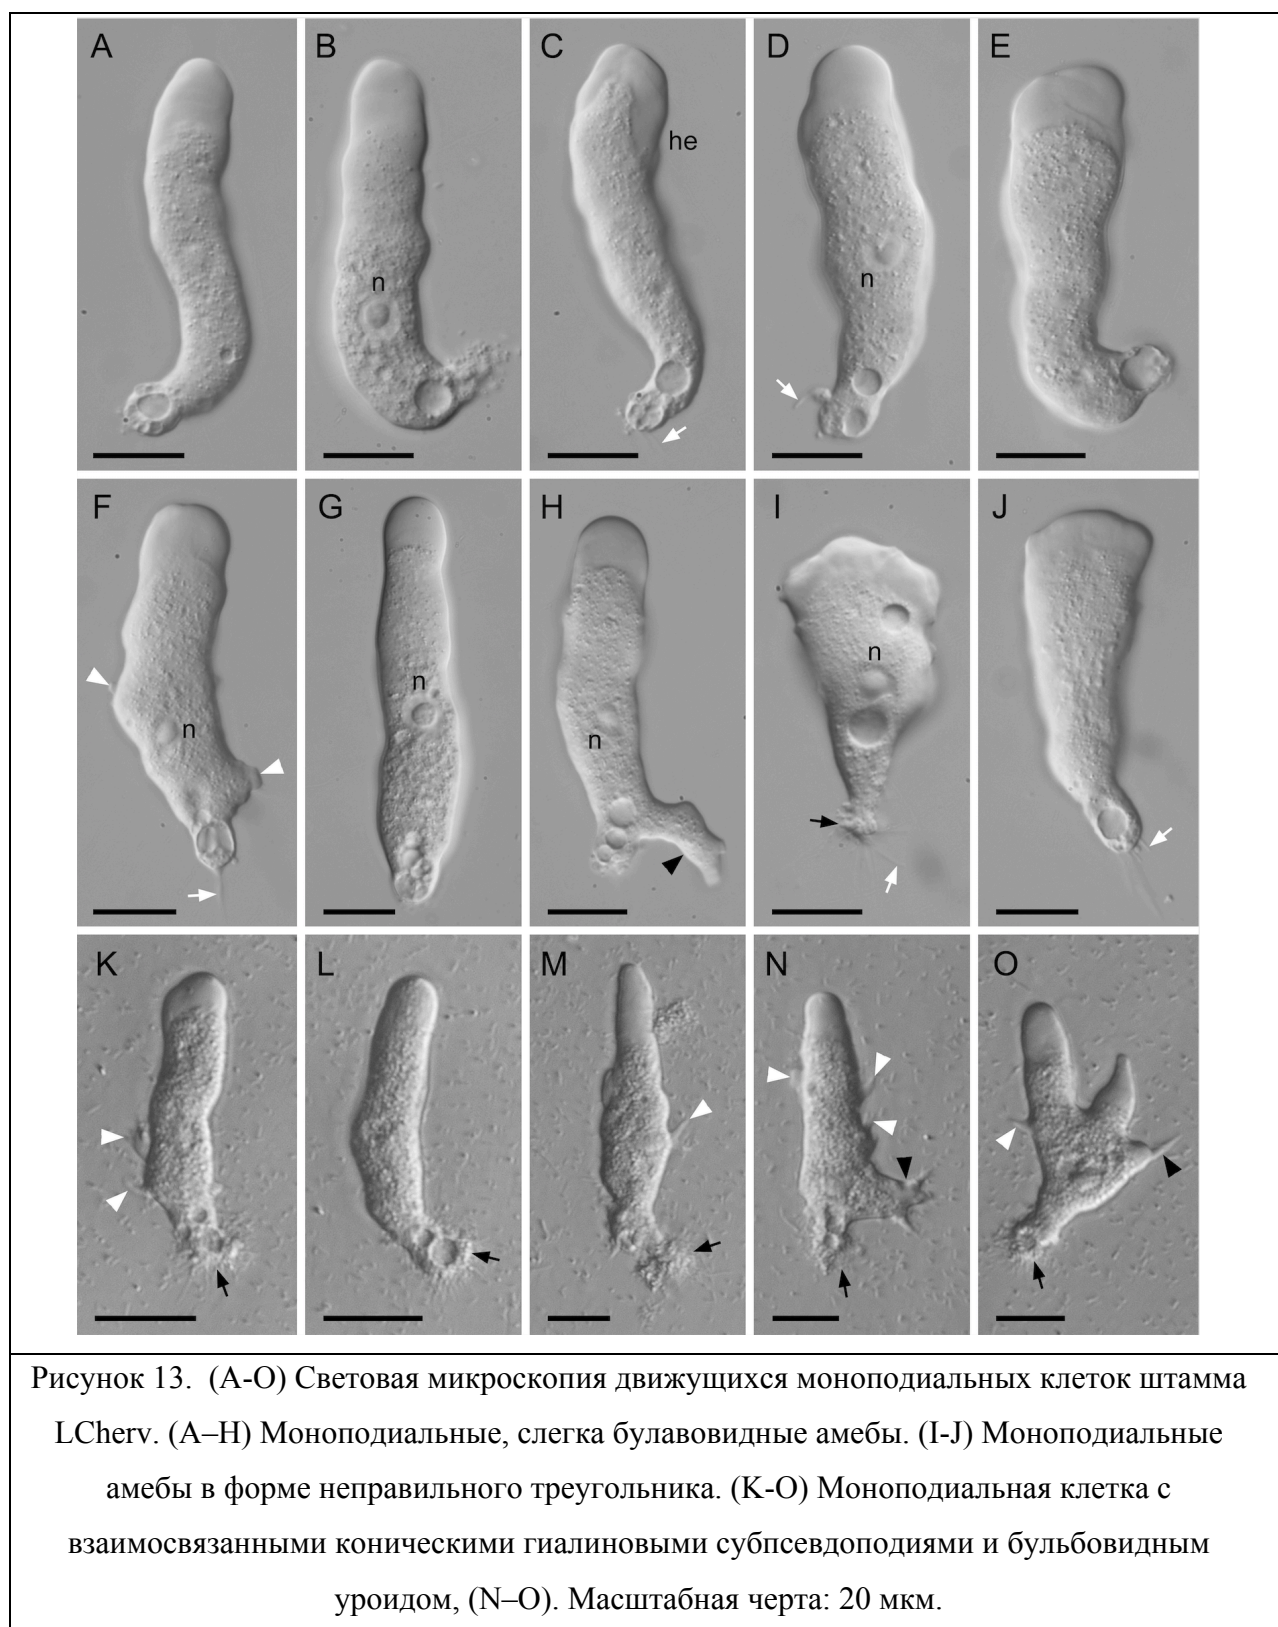 A B C D E
he
n n
F G H I J
n n n n
K L M N O
Рисунок 13. (A-O) Световая микроскопия движущихся моноподиальных клеток штамма
LCherv. (A–H) Моноподиальные, слегка булавовидные амебы. (I-J) Моноподиальные
амебы в форме неправильного треугольника. (K-O) Моноподиальная клетка с
взаимосвязанными коническими гиалиновыми субпсевдоподиями и бульбовидным
уроидом, (N–O). Масштабная черта: 20 мкм.